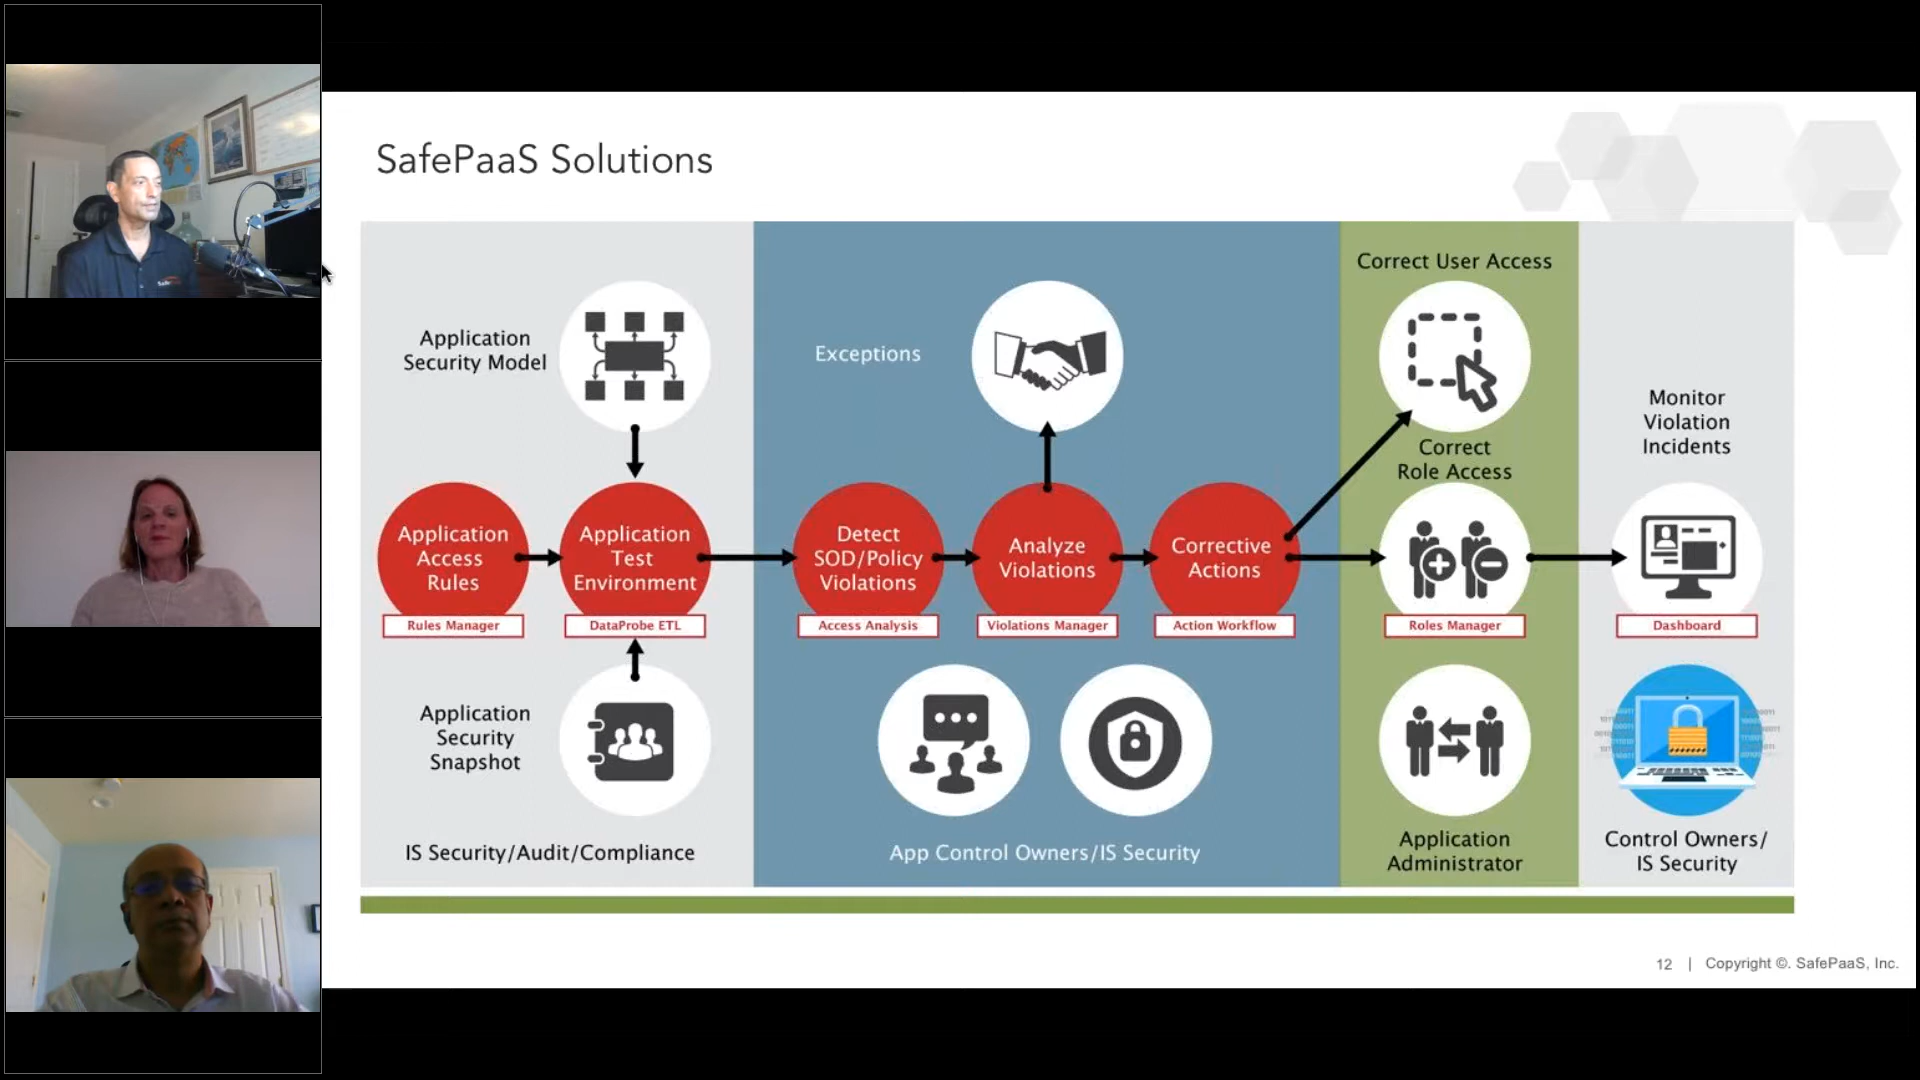 SafePaaS Solutions
Application
Security Model
Exceptions
Correct User Access
Correct
Role Access
Monitor
Violation
Incidents
Application
Access
Rules
Rules Manager
Application
Test
Environment
DataProbe ETL
Detect
SOD/Policy
Violations
Access Analysis
Analyze
Violations
Violations Manager
Corrective
Actions
Action Workflow
Roles Manager
Dashboard
Application
Security
Snapshot
IS Security/Audit/Compliance
App Control Owners/IS Security
Application
Administrator
Control Owners/
IS Security
12 | Copyright ©. SafePaaS, Inc.